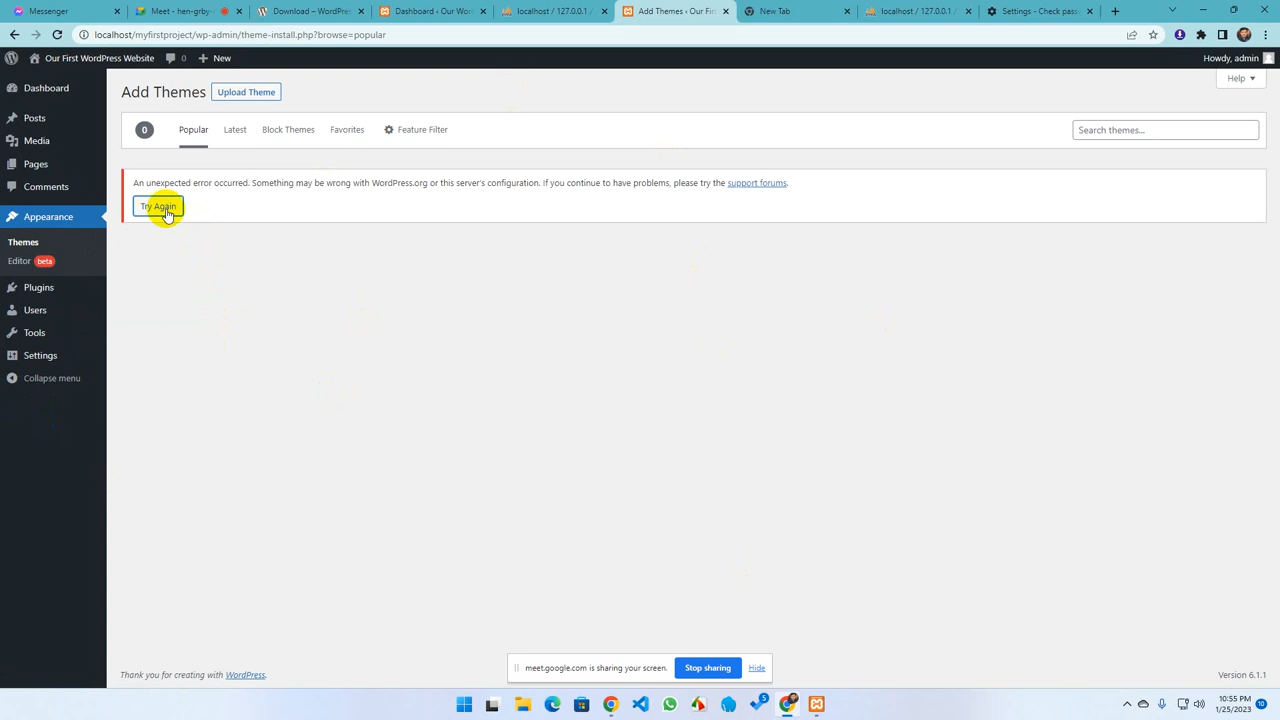 Messenger
Meet – hen-grby-
Download – WordPres
Dashboard ‹ Our Wo
localhost / 127.0.0.1 /
Add Themes ‹ Our Fir
New Tab
localhost / 127.0.0.1 /
Settings - Check pass
localhost/myfirstproject/wp-admin/theme-install.php?browse=popular
Our First WordPress Website
0
New
Howdy, admin
Dashboard
Posts
Media
Pages
Comments
Appearance
Themes
Editor beta
Plugins
Users
Tools
Settings
Collapse menu
Add Themes
Upload Theme
Help
0
Popular
Latest
Block Themes
Favorites
Feature Filter
Search themes...
An unexpected error occurred. Something may be wrong with WordPress.org or this server's configuration. If you continue to have problems, please try the support forums.
Try Again
meet.google.com is sharing your screen.
Stop sharing
Hide
Thank you for creating with WordPress.
Version 6.1.1
5
10:55 PM
1/25/2023
10